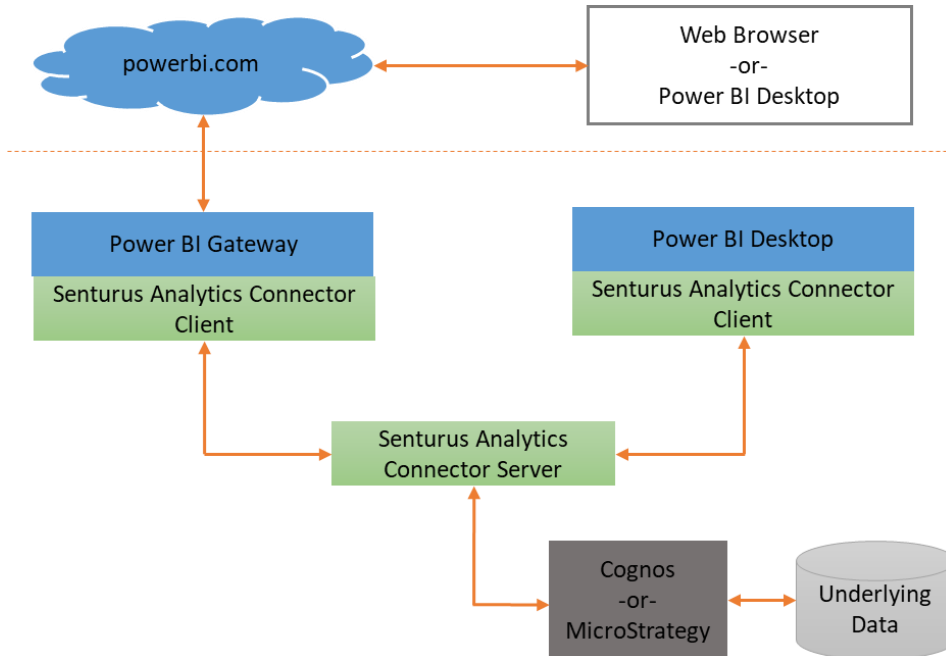 powerbi.com
Web Browser
-or-
Power BI Desktop
Power BI Gateway
Senturus Analytics Connector
Client
Power BI Desktop
Senturus Analytics Connector
Client
Senturus Analytics
Connector Server
Cognos
-or-
MicroStrategy
Underlying
Data